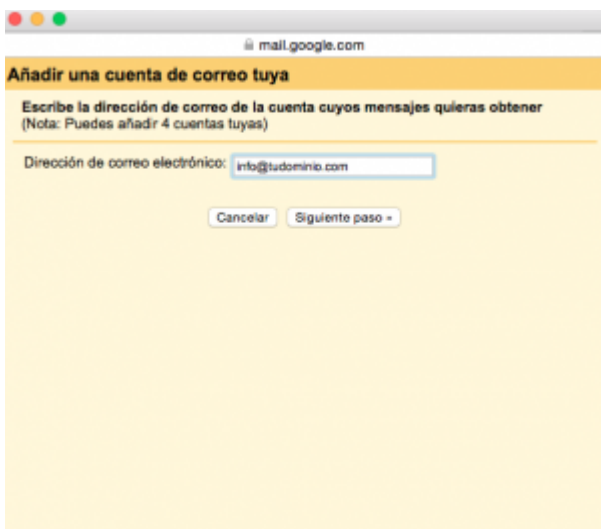 mail.google.com
Añadir una cuenta de correo tuya
Escribe la dirección de correo de la cuenta cuyos mensajes quieras obtener
(Nota: Puedes añadir 4 cuentas tuyas)
Dirección de correo electrónico: info@tudominio.com
Cancelar Siguiente paso »